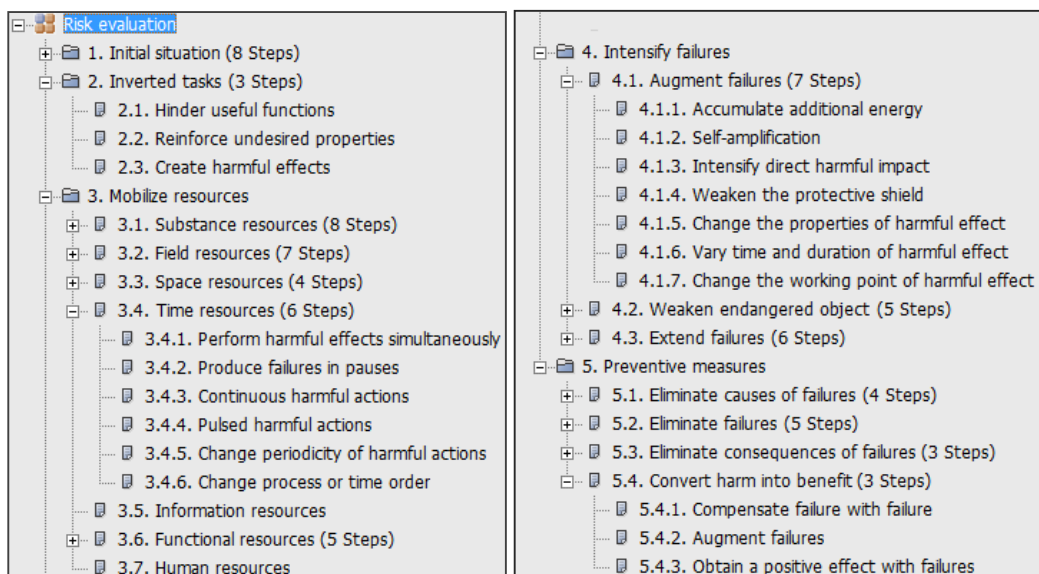 Risk evaluation
1. Initial situation (8 Steps)
2. Inverted tasks (3 Steps)
2.1. Hinder useful functions
2.2. Reinforce undesired properties
2.3. Create harmful effects
3. Mobilize resources
3.1. Substance resources (8 Steps)
3.2. Field resources (7 Steps)
3.3. Space resources (4 Steps)
3.4. Time resources (6 Steps)
3.4.1. Perform harmful effects simultaneously
3.4.2. Produce failures in pauses
3.4.3. Continuous harmful actions
3.4.4. Pulsed harmful actions
3.4.5. Change periodicity of harmful actions
3.4.6. Change process or time order
3.5. Information resources
3.6. Functional resources (5 Steps)
3.7. Human resources
4. Intensify failures
4.1. Augment failures (7 Steps)
4.1.1. Accumulate additional energy
4.1.2. Self-amplification
4.1.3. Intensify direct harmful impact
4.1.4. Weaken the protective shield
4.1.5. Change the properties of harmful effect
4.1.6. Vary time and duration of harmful effect
4.1.7. Change the working point of harmful effect
4.2. Weaken endangered object (5 Steps)
4.3. Extend failures (6 Steps)
5. Preventive measures
5.1. Eliminate causes of failures (4 Steps)
5.2. Eliminate failures (5 Steps)
5.3. Eliminate consequences of failures (3 Steps)
5.4. Convert harm into benefit (3 Steps)
5.4.1. Compensate failure with failure
5.4.2. Augment failures
5.4.3. Obtain a positive effect with failures